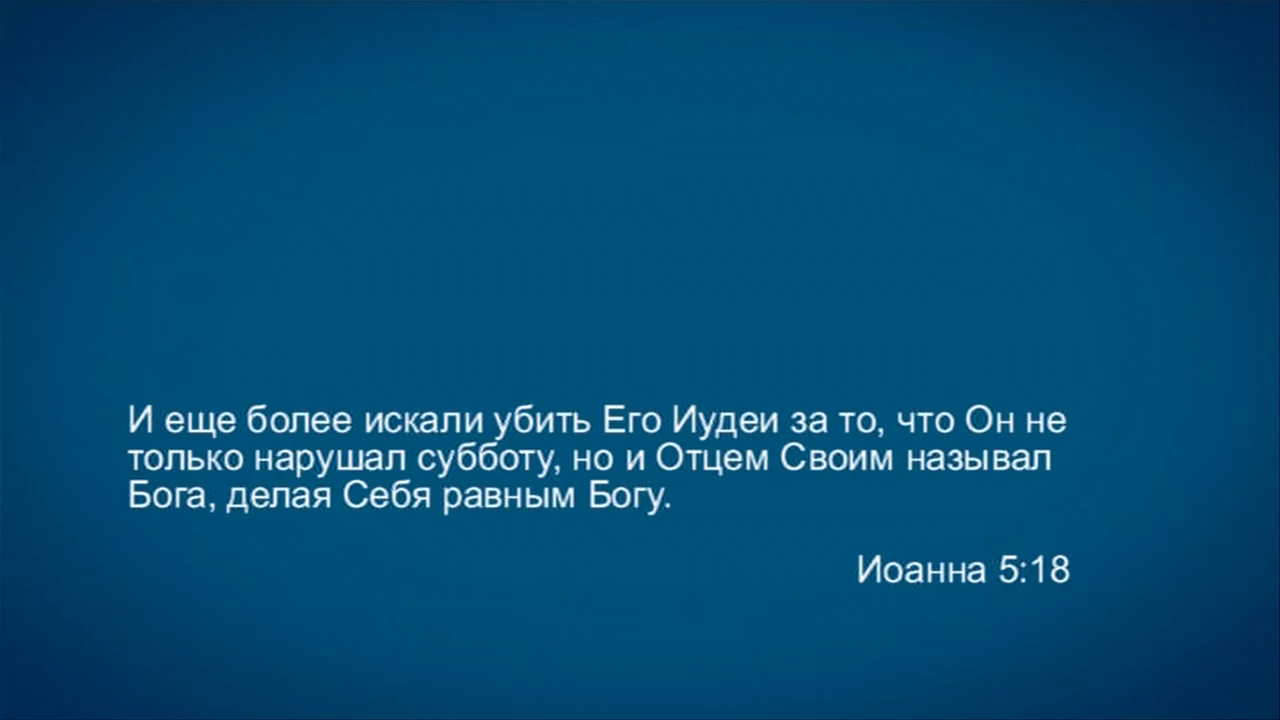 И еще более искали убить Его Иудеи за то, что Он не
только нарушал субботу, но и Отцем Своим называл
Бога, делая Себя равным Богу.
Иоанна 5:18